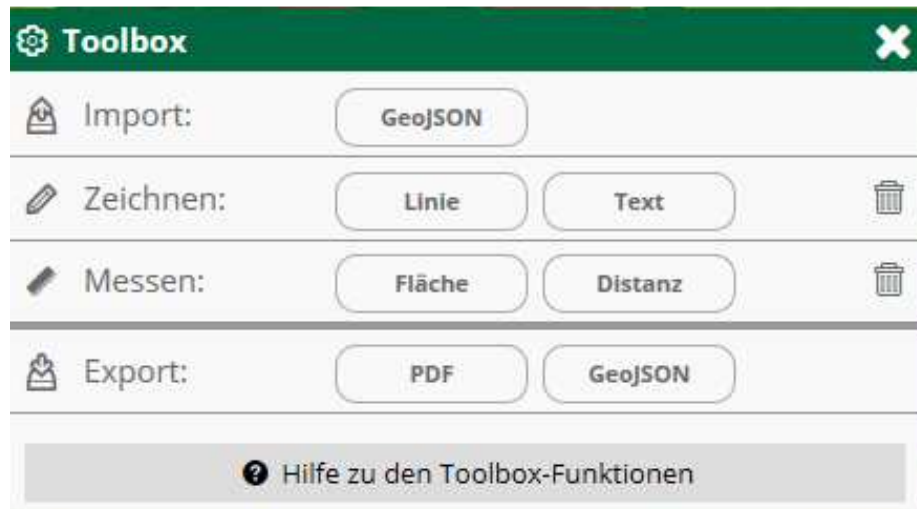 Toolbox
Import: GeoJSON
Zeichnen: Linie Text
Messen: Fläche Distanz
Export: PDF GeoJSON
Hilfe zu den Toolbox-Funktionen